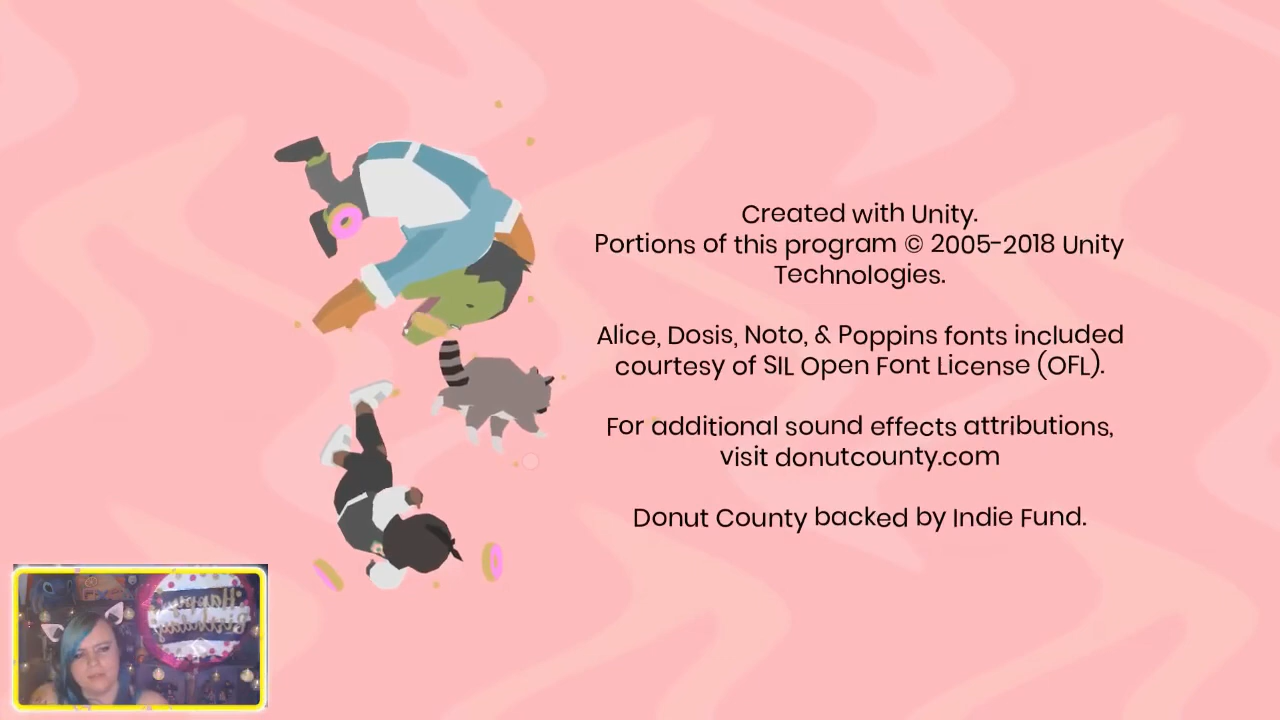 Created with Unity.
Portions of this program © 2005-2018 Unity
Technologies.
Alice, Dosis, Noto, & Poppins fonts included
courtesy of SIL Open Font License (OFL).
For additional sound effects attributions,
visit donutcounty.com
Donut County backed by Indie Fund.
Happy
Birthday